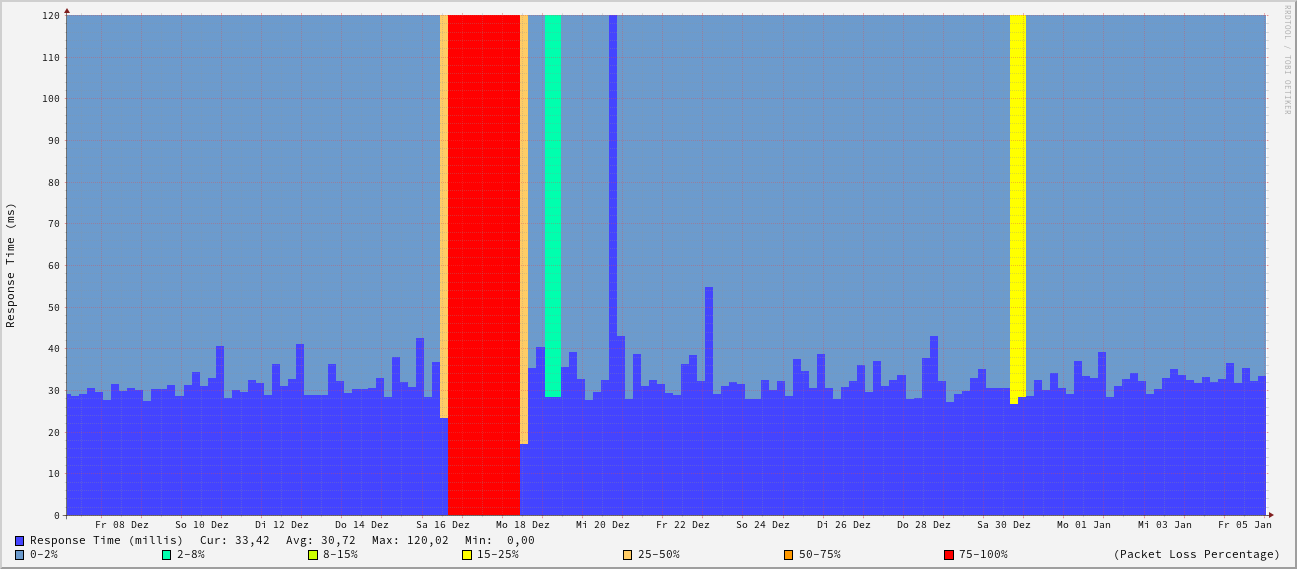 120
110
100
90
80
70
60
50
40
30
20
10
0
Response Time (ms)
RRDTOOL / TOBI OETIKER
Fr 08 Dez So 10 Dez Di 12 Dez Do 14 Dez Sa 16 Dez Mo 18 Dez Mi 20 Dez Fr 22 Dez So 24 Dez Di 26 Dez Do 28 Dez Sa 30 Dez Mo 01 Jan Mi 03 Jan Fr 05 Jan
Response Time (millis) Cur: 33,42 Avg: 30,72 Max: 120,02 Min: 0,00
0-2% 2-8% 8-15% 15-25% 25-50% 50-75% 75-100% (Packet Loss Percentage)